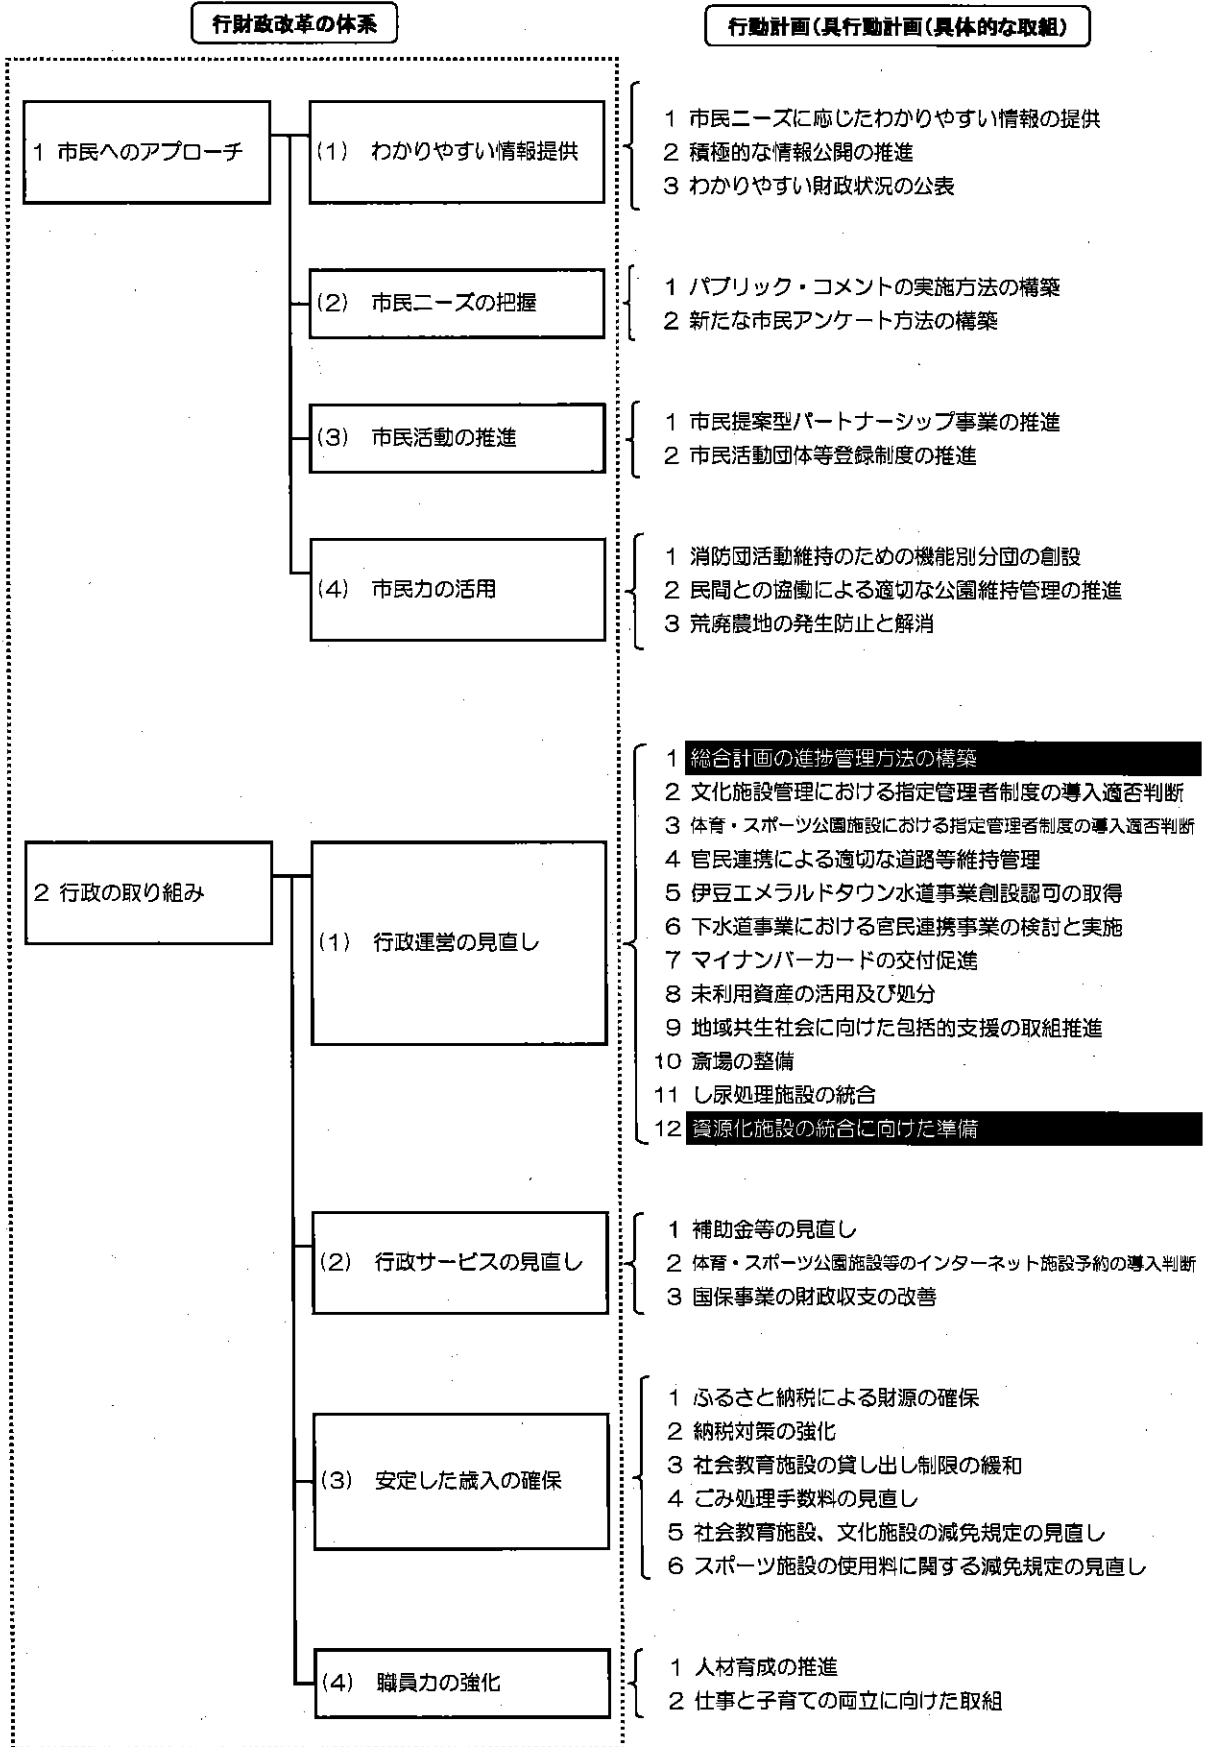 行財政改革の体系
行動計画(具行動計画(具体的な取組)
1 市民へのアプローチ
(1) わかりやすい情報提供
1 市民ニーズに応じたわかりやすい情報の提供
2 積極的な情報公開の推進
3 わかりやすい財政状況の公表
(2) 市民ニーズの把握
1 パブリック・コメントの実施方法の構築
2 新たな市民アンケート方法の構築
(3) 市民活動の推進
1 市民提案型パートナーシップ事業の推進
2 市民活動団体等登録制度の推進
(4) 市民力の活用
1 消防団活動維持のための機能別分団の創設
2 民間との協働による適切な公園維持管理の推進
3 荒廃農地の発生防止と解消
2 行政の取り組み
(1) 行政運営の見直し
1 総合計画の進捗管理方法の構築
2 文化施設管理における指定管理者制度の導入適否判断
3 体育・スポーツ公園施設における指定管理者制度の導入適否判断
4 官民連携による適切な道路等維持管理
5 伊豆エメラルドタウン水道事業創設認可の取得
6 下水道事業における官民連携事業の検討と実施
7 マイナンバーカードの交付促進
8 未利用資産の活用及び処分
9 地域共生社会に向けた包括的支援の取組推進
10 斎場の整備
11 し尿処理施設の統合
12 資源化施設の統合に向けた準備
(2) 行政サービスの見直し
1 補助金等の見直し
2 体育・スポーツ公園施設等のインターネット施設予約の導入判断
3 国保事業の財政収支の改善
(3) 安定した歳入の確保
1 ふるさと納税による財源の確保
2 納税対策の強化
3 社会教育施設の貸し出し制限の緩和
4 ごみ処理手数料の見直し
5 社会教育施設、文化施設の減免規定の見直し
6 スポーツ施設の使用料に関する減免規定の見直し
(4) 職員力の強化
1 人材育成の推進
2 仕事と子育ての両立に向けた取組